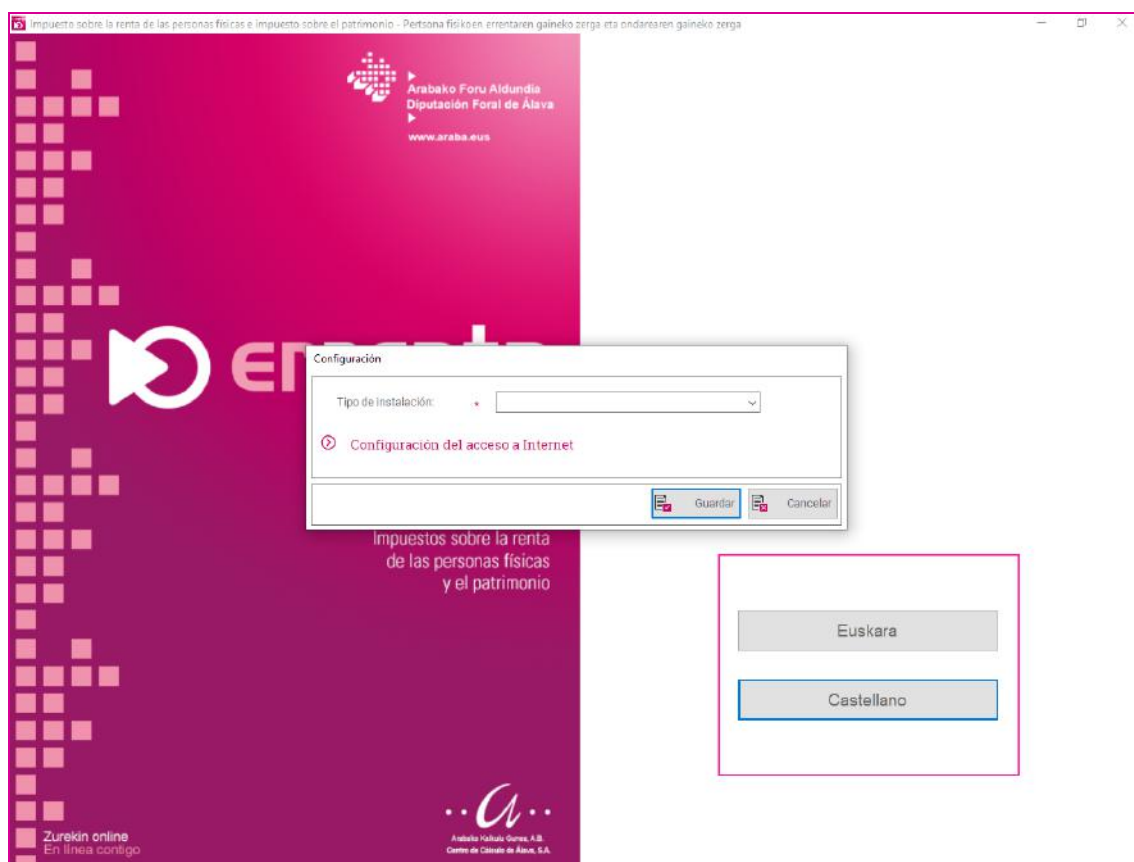 Impuesto sobre la renta de las personas físicas e impuesto sobre el patrimonio - Pertsona fisikoen errentaren gaineko zerga eta ondarearen gaineko zerga
Arabako Foru Aldundia
Diputación Foral de Álava
www.araba.eus
Configuración
Tipo de instalación: *
Configuración del acceso a Internet
Guardar
Cancelar
Impuestos sobre la renta
de las personas físicas
y el patrimonio
Euskara
Castellano
Zurekin online
En línea contigo
Arabako Kalkulu Gunea, A.B.
Centro de Cálculo de Álava, S.A.